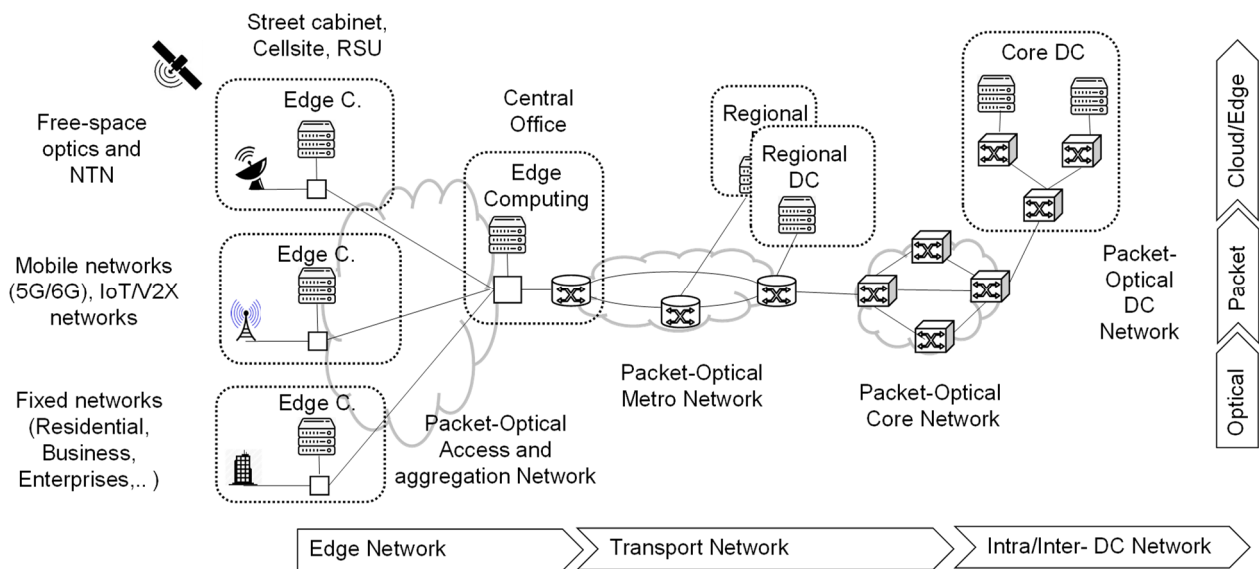 Street cabinet,
Cellsite, RSU
Free-space
optics and
NTN
Edge C.
Mobile networks
(5G/6G), IoT/V2X
networks
Edge C.
Fixed networks
(Residential,
Business,
Enterprises,.. )
Edge C.
Packet-Optical
Access and
aggregation Network
Central
Office
Edge
Computing
Packet-Optical
Metro Network
Regional
Regional
DC
Packet-Optical
Core Network
Core DC
Packet-
Optical
DC
Network
Cloud/Edge
Packet
Optical
Edge Network
Transport Network
Intra/Inter- DC Network